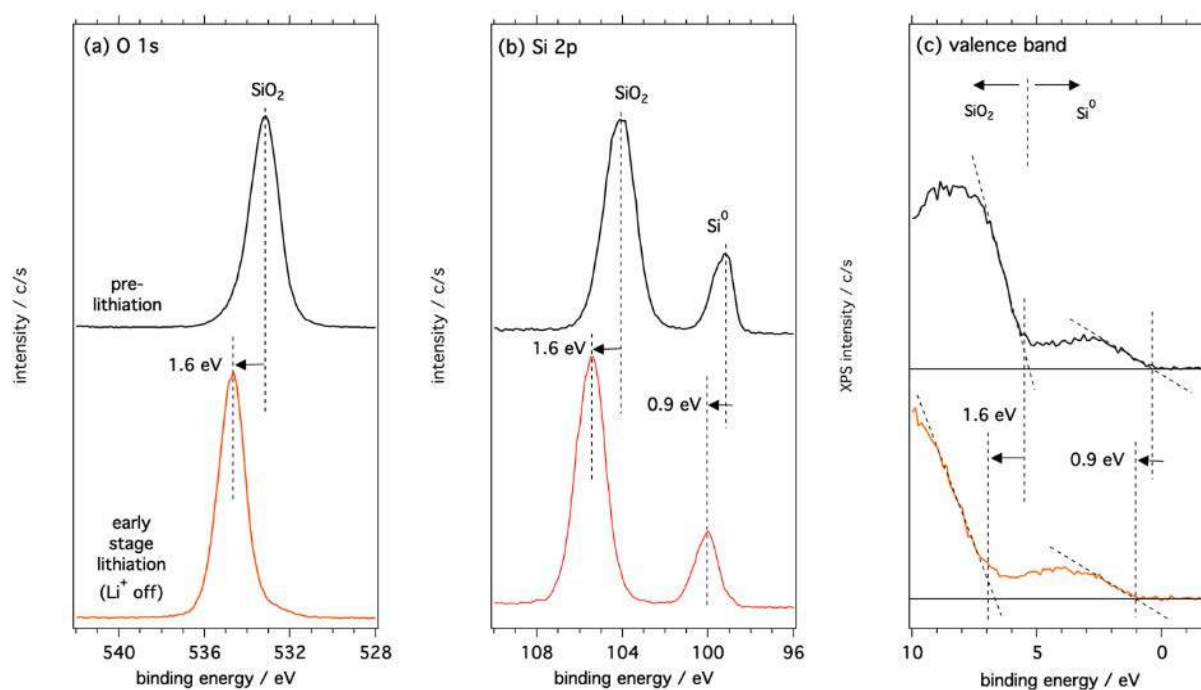 (a) O 1s
SiO2
pre-
lithiation
1.6 eV
early
stage
lithiation
(Li+ off)
intensity / c/s
540 536 532 528
binding energy / eV
(b) Si 2p
SiO2
Si0
1.6 eV
0.9 eV
intensity / c/s
108 104 100 96
binding energy / eV
(c) valence band
SiO2
Si0
1.6 eV
0.9 eV
XPS intensity / c/s
10 5 0
binding energy / eV